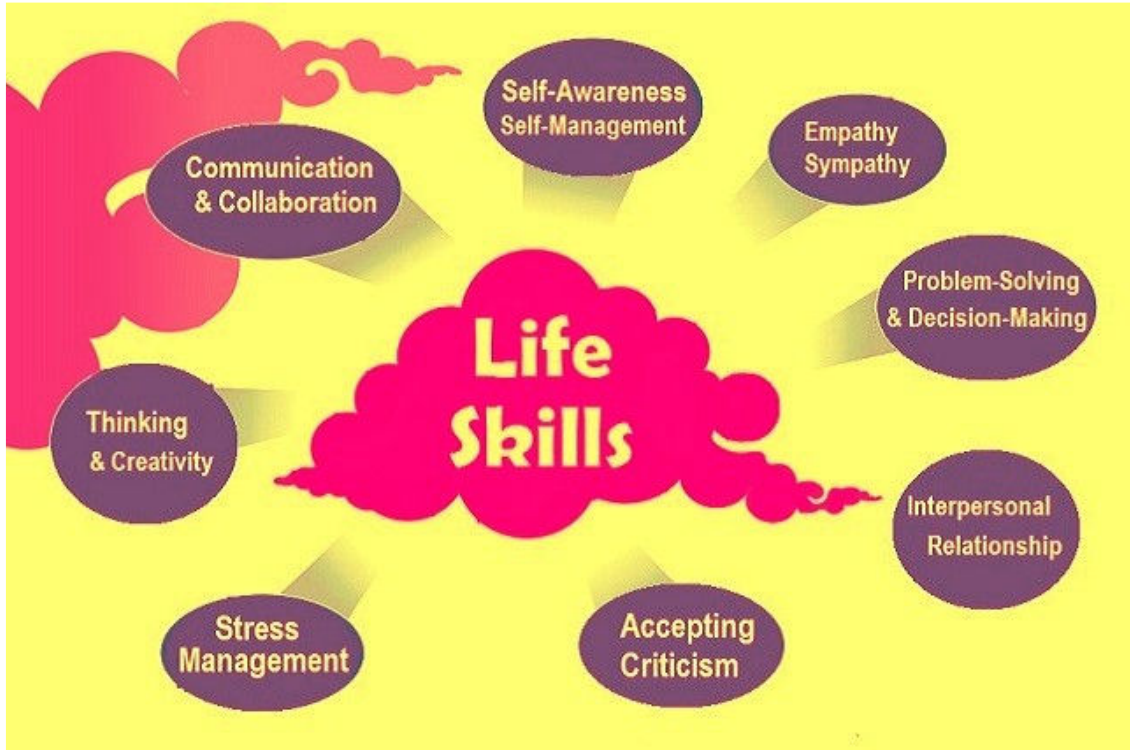 Self-Awareness
Self-Management
Empathy
Sympathy
Communication
& Collaboration
Problem-Solving
& Decision-Making
Life
Skills
Thinking
& Creativity
Interpersonal
Relationship
Stress
Management
Accepting
Criticism